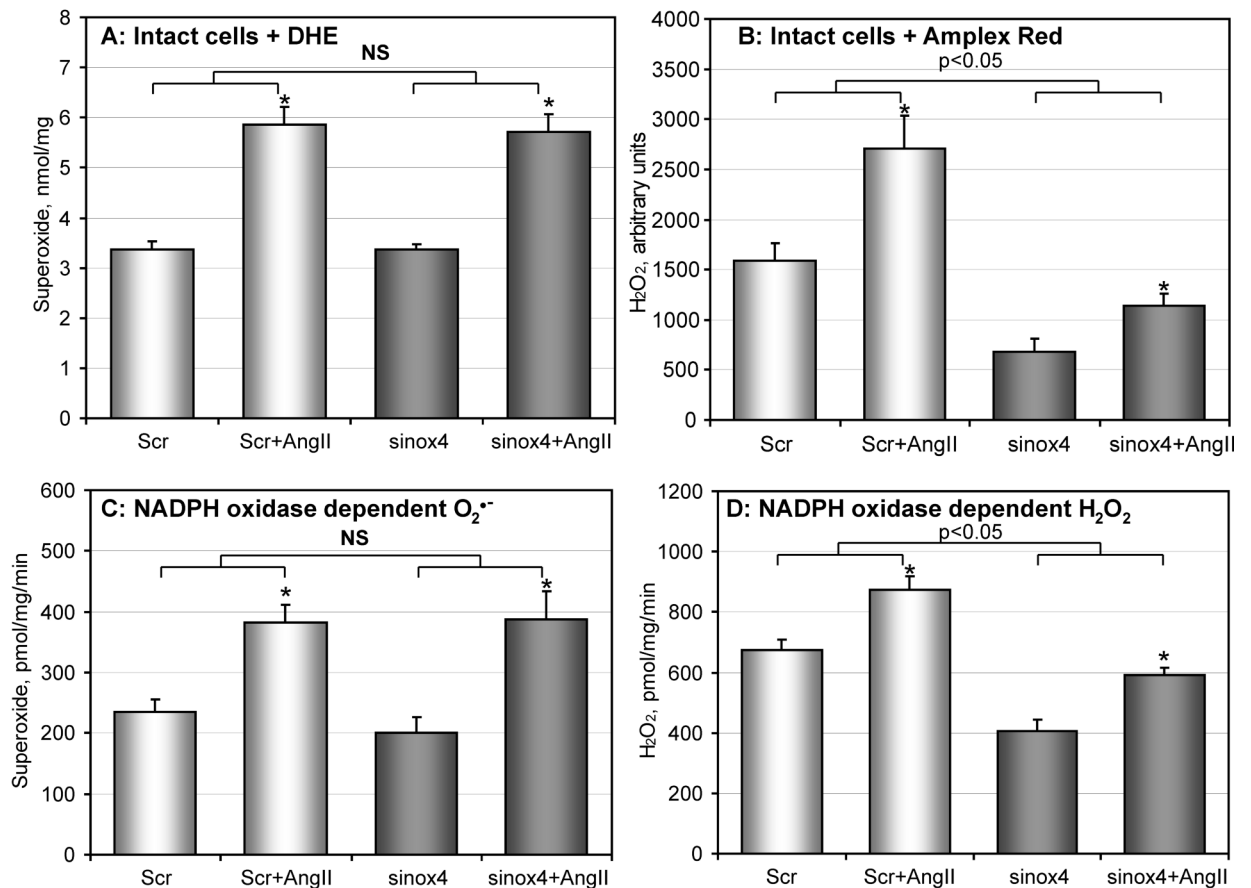 A: Intact cells + DHE
NS
Superoxide, nmol/mg
8
7
6
5
4
3
2
1
0
*
*
Scr
Scr+AngII
sinox4
sinox4+AngII
B: Intact cells + Amplex Red
p<0.05
H₂O₂, arbitrary units
4000
3500
3000
2500
2000
1500
1000
500
0
*
*
Scr
Scr+AngII
sinox4
sinox4+AngII
C: NADPH oxidase dependent O₂•-
NS
Superoxide, pmol/mg/min
600
500
400
300
200
100
0
*
*
Scr
Scr+AngII
sinox4
sinox4+AngII
D: NADPH oxidase dependent H₂O₂
p<0.05
H₂O₂, pmol/mg/min
1200
1000
800
600
400
200
0
*
*
Scr
Scr+AngII
sinox4
sinox4+AngII